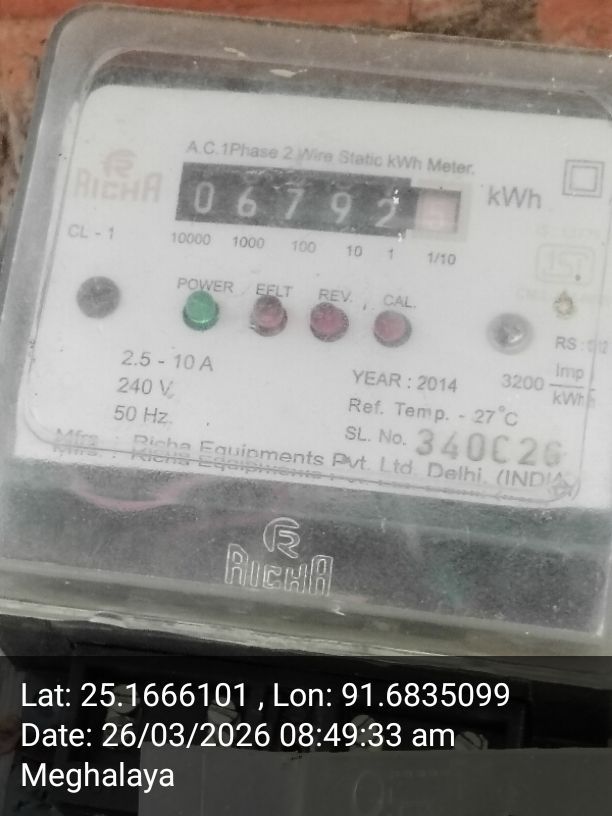 A.C.1Phase 2 Wire Static kWh Meter.
RICHA
06792
kWh
CL - 1
10000 1000 100 10 1 1/10
POWER EFLT REV. CAL.
2.5 - 10 A
240 V
50 Hz.
YEAR : 2014
Ref. Temp. - 27°C
3200 Imp
kWh
SL. No. 340
Mfrs. : Richa Equipments Pvt. Ltd. Delhi. (INDIA)
RICHA
Lat: 25.1666101 , Lon: 91.6835099
Date: 26/03/2026 08:49:33 am
Meghalaya